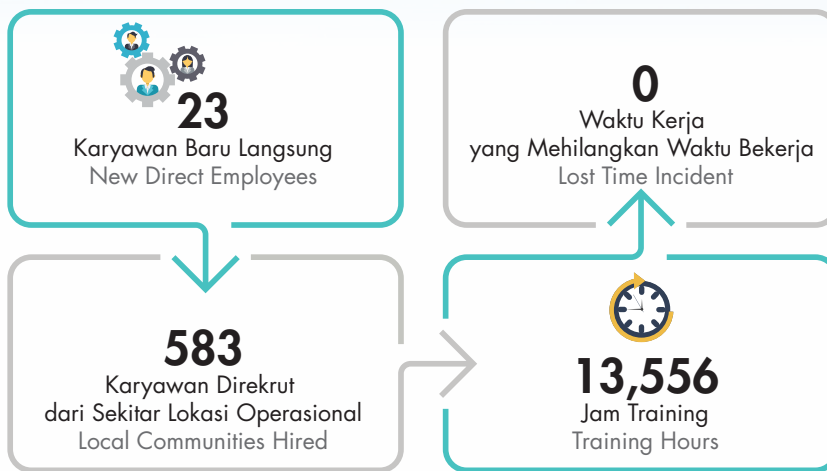 23
Karyawan Baru Langsung
New Direct Employees
0
Waktu Kerja
yang Mehilangkan Waktu Bekerja
Lost Time Incident
583
Karyawan Direkrut
dari Sekitar Lokasi Operasional
Local Communities Hired
13,556
Jam Training
Training Hours